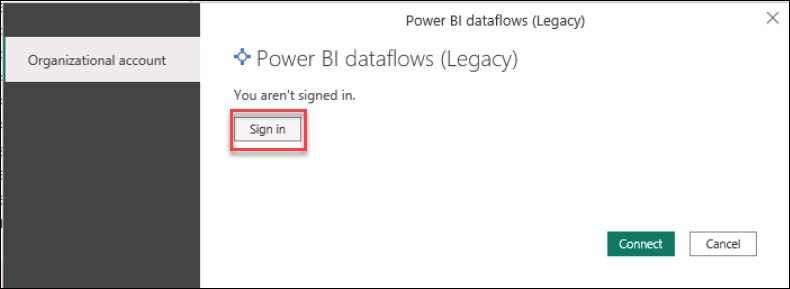 Power BI dataflows (Legacy)
Organizational account
Power BI dataflows (Legacy)
You aren't signed in.
Sign in
Connect
Cancel